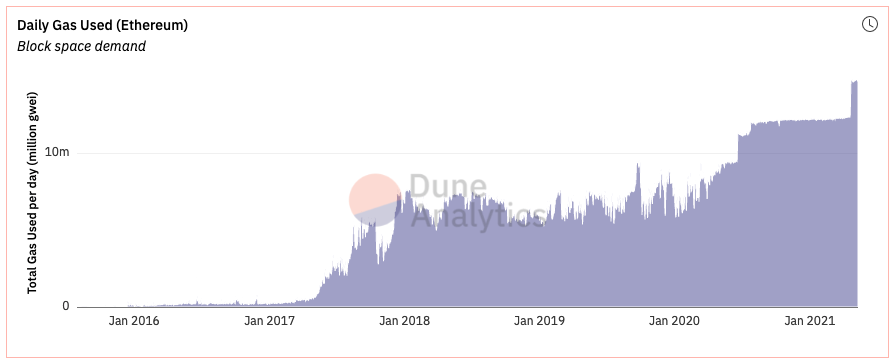 Daily Gas Used (Ethereum)
Block space demand
Total Gas Used per day (million gwei)
10m
0
Dune
Analytics
Jan 2016
Jan 2017
Jan 2018
Jan 2019
Jan 2020
Jan 2021